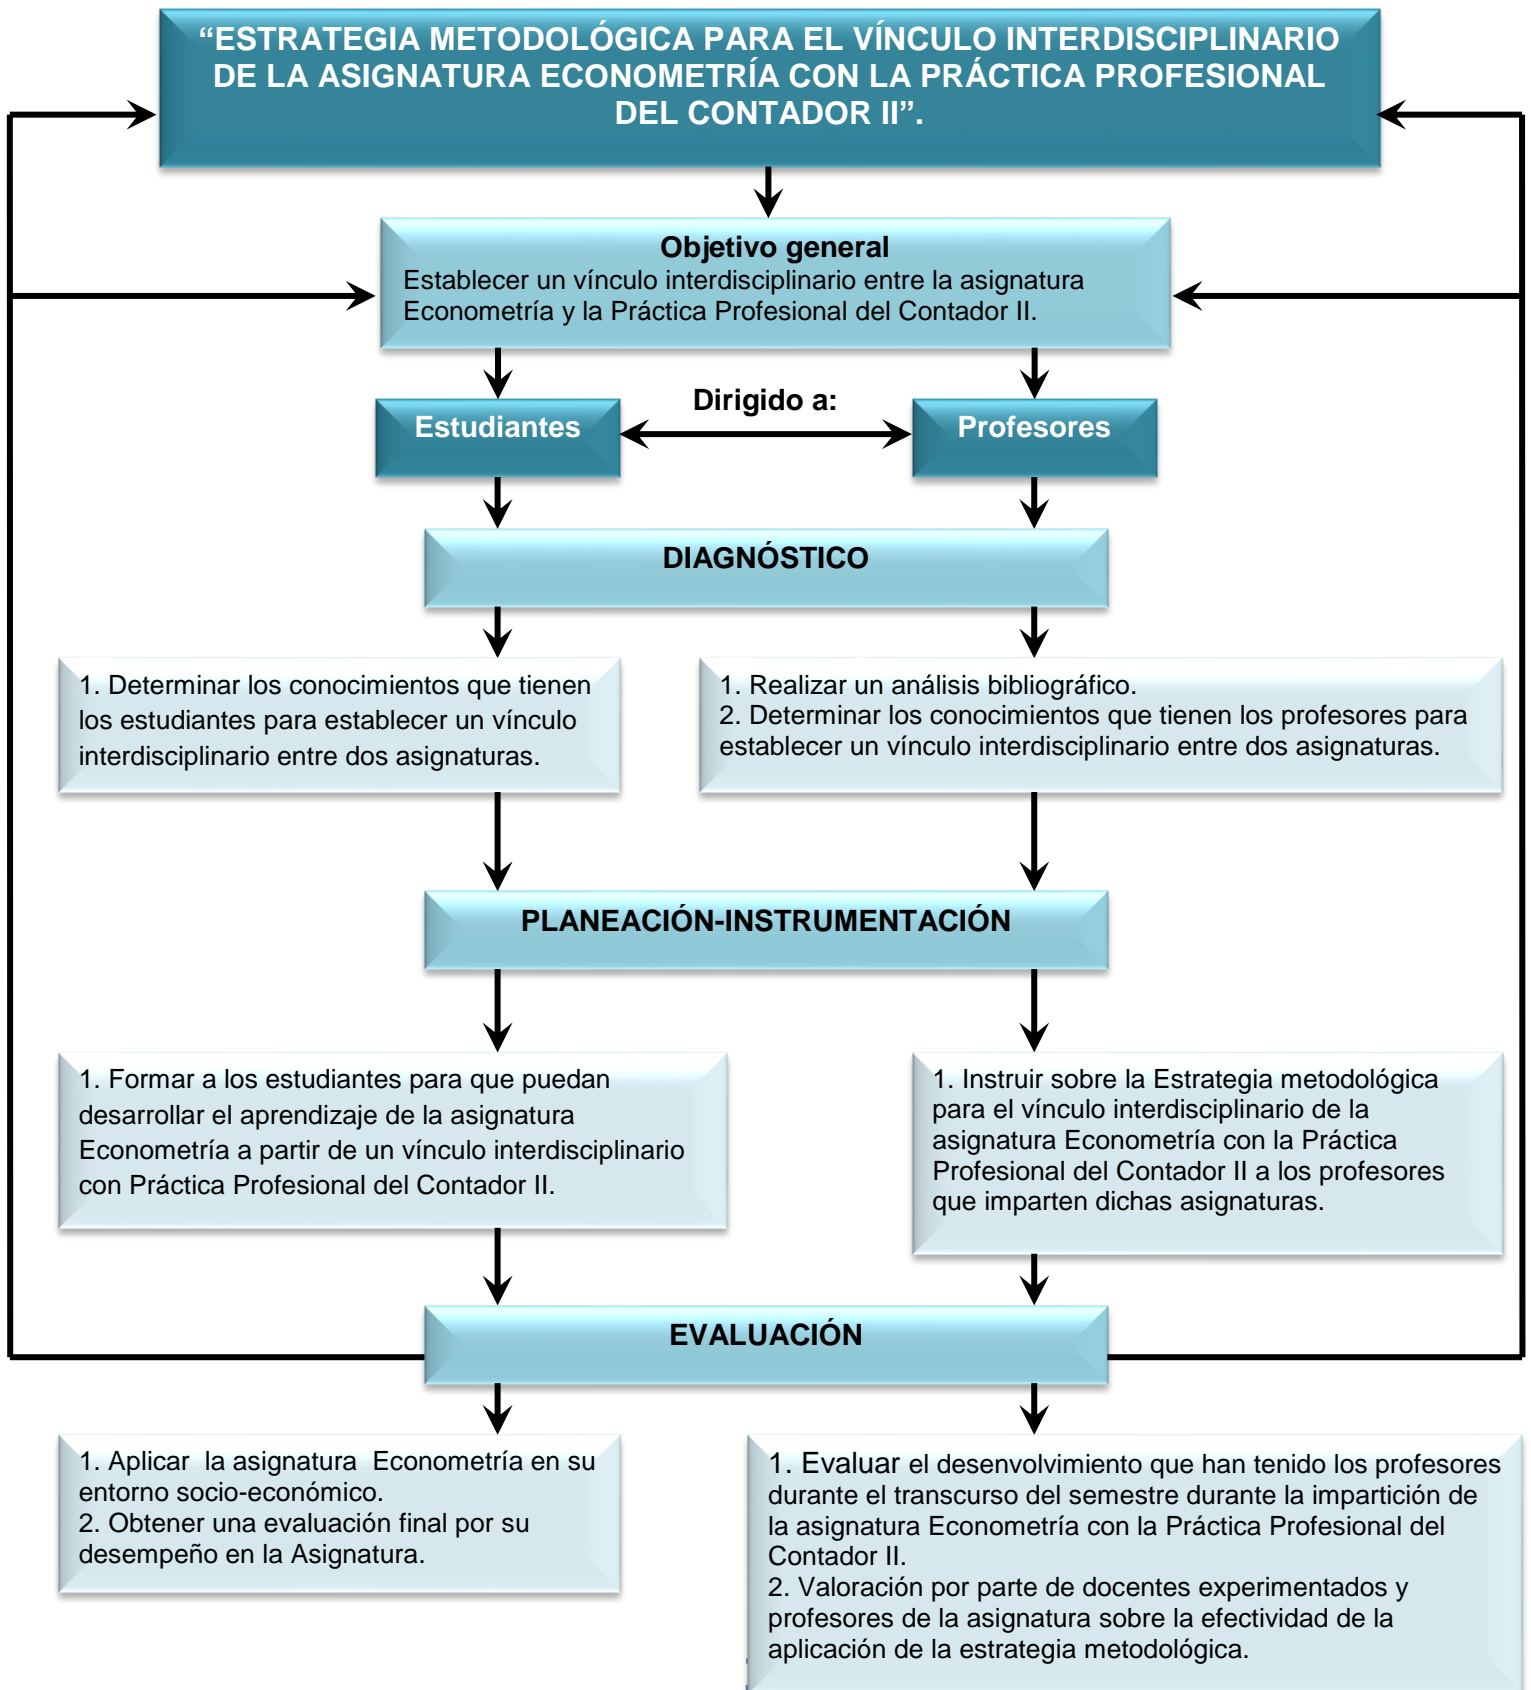 “ESTRATEGIA METODOLÓGICA PARA EL VÍNCULO INTERDISCIPLINARIO
DE LA ASIGNATURA ECONOMETRÍA CON LA PRÁCTICA PROFESIONAL
DEL CONTADOR II”.
Objetivo general
Establecer un vínculo interdisciplinario entre la asignatura
Econometría y la Práctica Profesional del Contador II.
Dirigido a:
Estudiantes
Profesores
DIAGNÓSTICO
1. Determinar los conocimientos que tienen
los estudiantes para establecer un vínculo
interdisciplinario entre dos asignaturas.
1. Realizar un análisis bibliográfico.
2. Determinar los conocimientos que tienen los profesores para
establecer un vínculo interdisciplinario entre dos asignaturas.
PLANEACIÓN-INSTRUMENTACIÓN
1. Formar a los estudiantes para que puedan
desarrollar el aprendizaje de la asignatura
Econometría a partir de un vínculo interdisciplinario
con Práctica Profesional del Contador II.
1. Instruir sobre la Estrategia metodológica
para el vínculo interdisciplinario de la
asignatura Econometría con la Práctica
Profesional del Contador II a los profesores
que imparten dichas asignaturas.
EVALUACIÓN
1. Aplicar la asignatura Econometría en su
entorno socio-económico.
2. Obtener una evaluación final por su
desempeño en la Asignatura.
1. Evaluar el desenvolvimiento que han tenido los profesores
durante el transcurso del semestre durante la impartición de
la asignatura Econometría con la Práctica Profesional del
Contador II.
2. Valoración por parte de docentes experimentados y
profesores de la asignatura sobre la efectividad de la
aplicación de la estrategia metodológica.